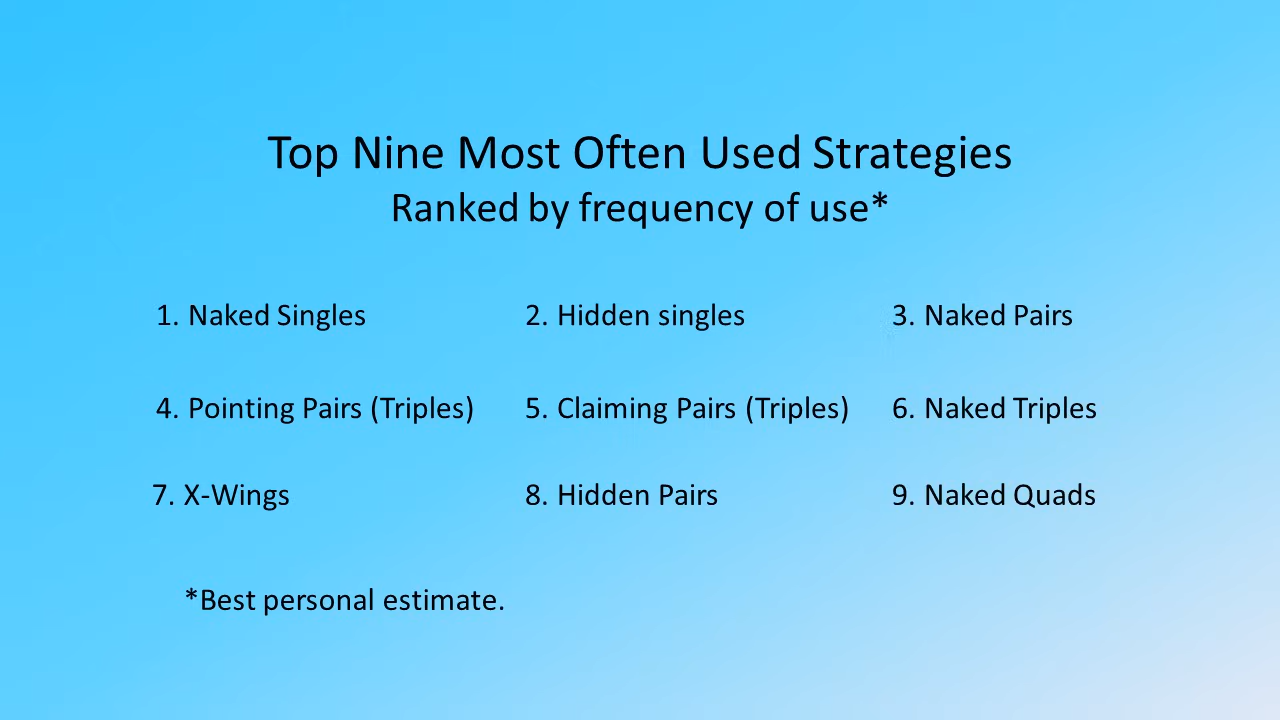 Top Nine Most Often Used Strategies
Ranked by frequency of use*
1. Naked Singles 2. Hidden singles 3. Naked Pairs
4. Pointing Pairs (Triples) 5. Claiming Pairs (Triples) 6. Naked Triples
7. X-Wings 8. Hidden Pairs 9. Naked Quads
*Best personal estimate.